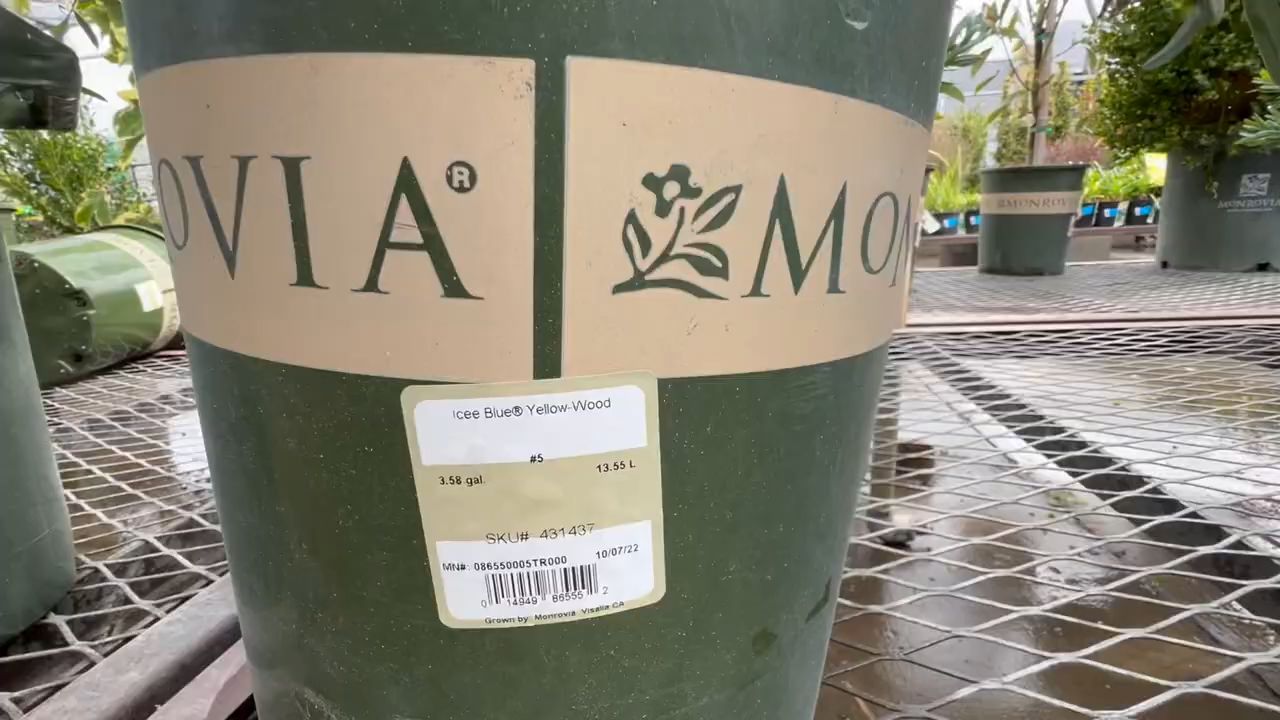 OVIA®
MON
Icee Blue® Yellow-Wood
#5
3.58 gal.
13.55 L
SKU# 431437
MN#: 086550005TR000
10/07/22
0 14949 86555 2
Grown by: Monrovia Visalia CA
MONROVI
MONROVIA